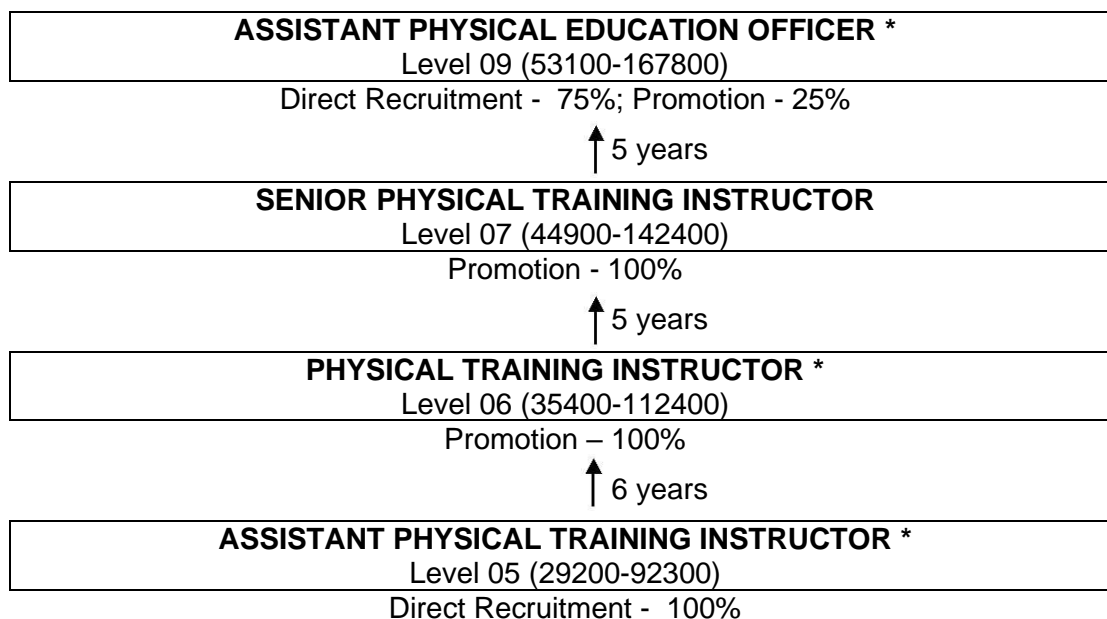 ASSISTANT PHYSICAL EDUCATION OFFICER *
Level 09 (53100-167800)
Direct Recruitment -  75%; Promotion - 25%
5 years
SENIOR PHYSICAL TRAINING INSTRUCTOR
Level 07 (44900-142400)
Promotion - 100%
5 years
PHYSICAL TRAINING INSTRUCTOR *
Level 06 (35400-112400)
Promotion – 100%
6 years
ASSISTANT PHYSICAL TRAINING INSTRUCTOR *
Level 05 (29200-92300)
Direct Recruitment -  100%